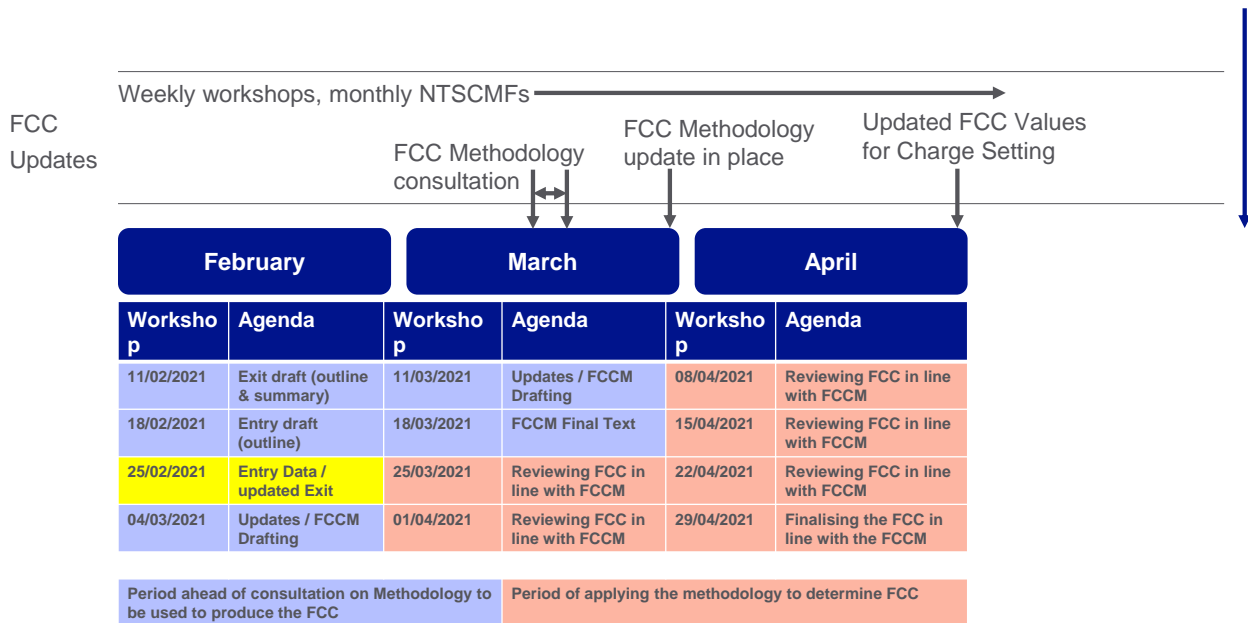 Weekly workshops, monthly NTSCMFs
FCC
Updates
FCC Methodology
consultation
FCC Methodology
update in place
Updated FCC Values
for Charge Setting
February
March
April
Worksho
p
Agenda
Worksho
p
Agenda
Worksho
p
Agenda
11/02/2021
Exit draft (outline
& summary)
11/03/2021
Updates / FCCM
Drafting
08/04/2021
Reviewing FCC in line
with FCCM
18/02/2021
Entry draft
(outline)
18/03/2021
FCCM Final Text
15/04/2021
Reviewing FCC in line
with FCCM
25/02/2021
Entry Data /
updated Exit
25/03/2021
Reviewing FCC in
line with FCCM
22/04/2021
Reviewing FCC in line
with FCCM
04/03/2021
Updates / FCCM
Drafting
01/04/2021
Reviewing FCC in
line with FCCM
29/04/2021
Finalising the FCC in
line with the FCCM
Period ahead of consultation on Methodology to
be used to produce the FCC
Period of applying the methodology to determine FCC